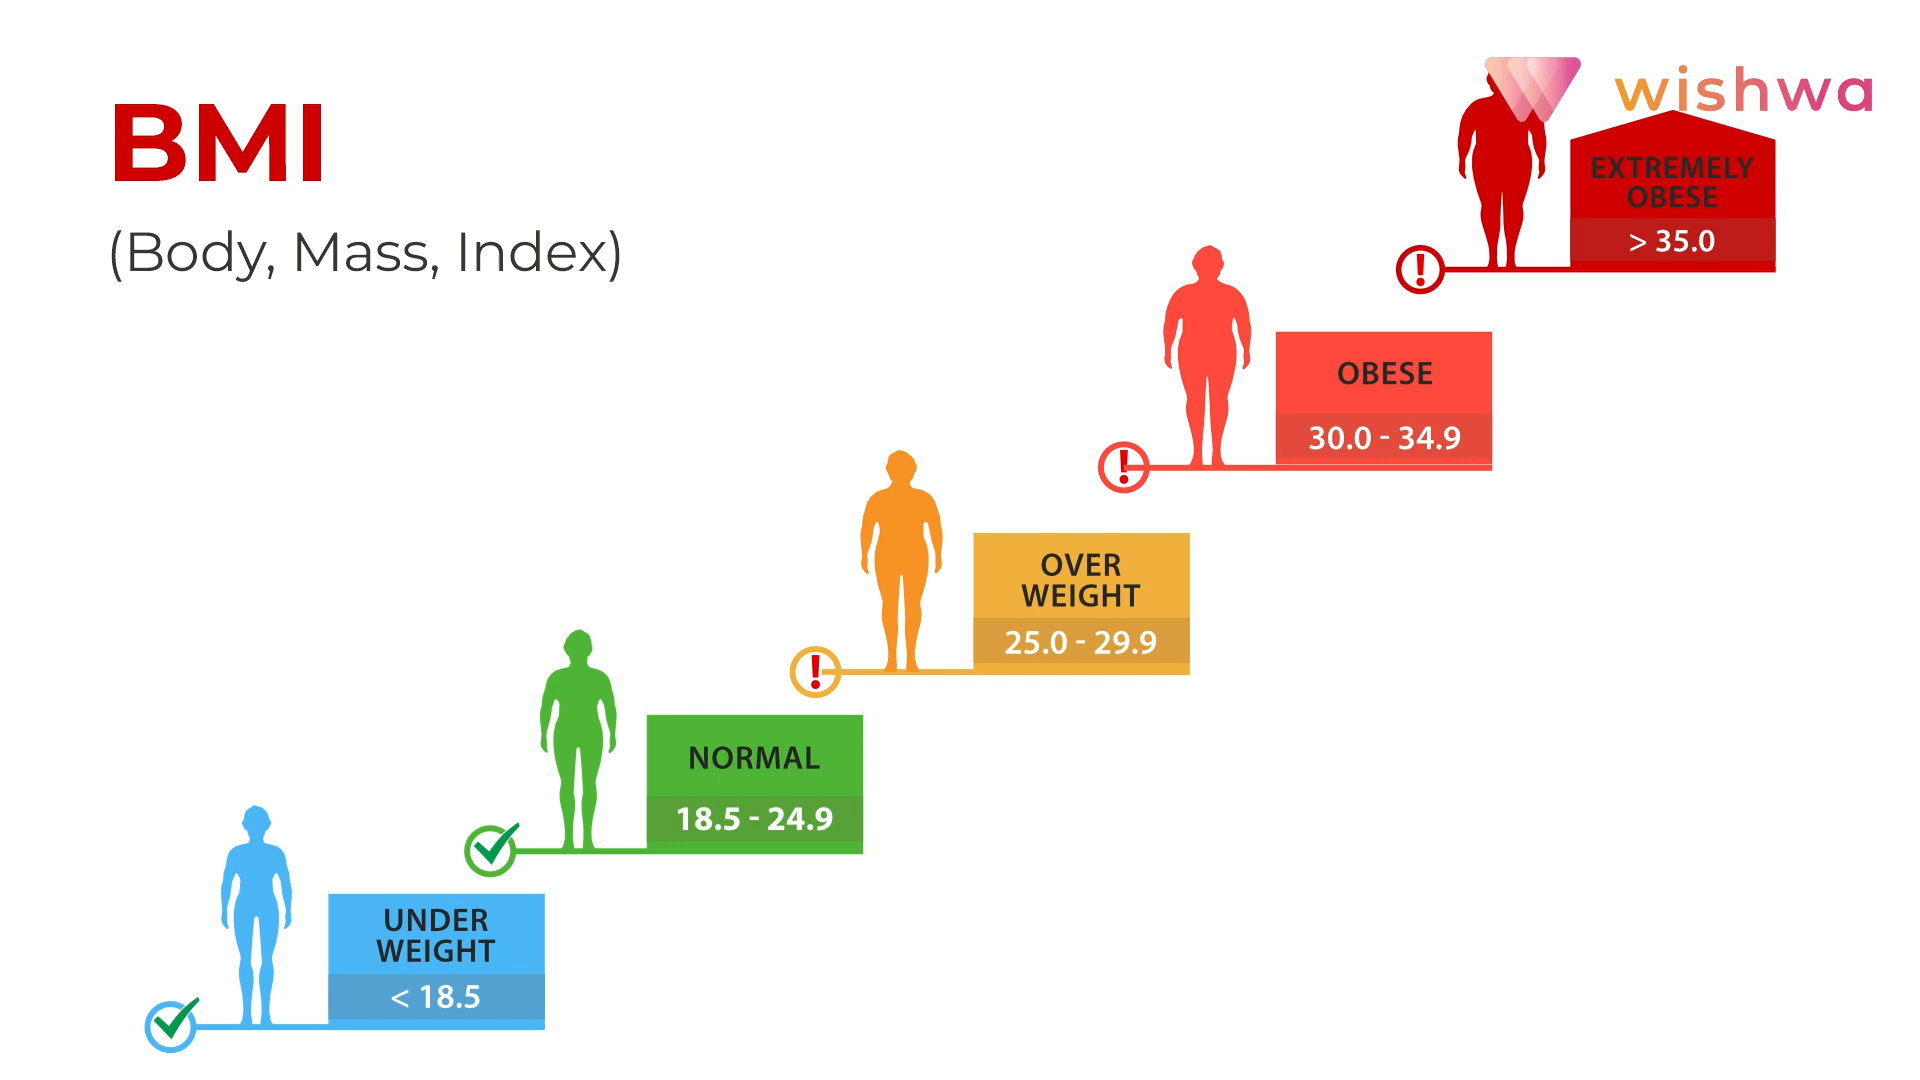 BMI
(Body, Mass, Index)
wishwa
EXTREMELY
OBESE
> 35.0
OBESE
30.0 - 34.9
OVER
WEIGHT
25.0 - 29.9
NORMAL
18.5 - 24.9
UNDER
WEIGHT
< 18.5